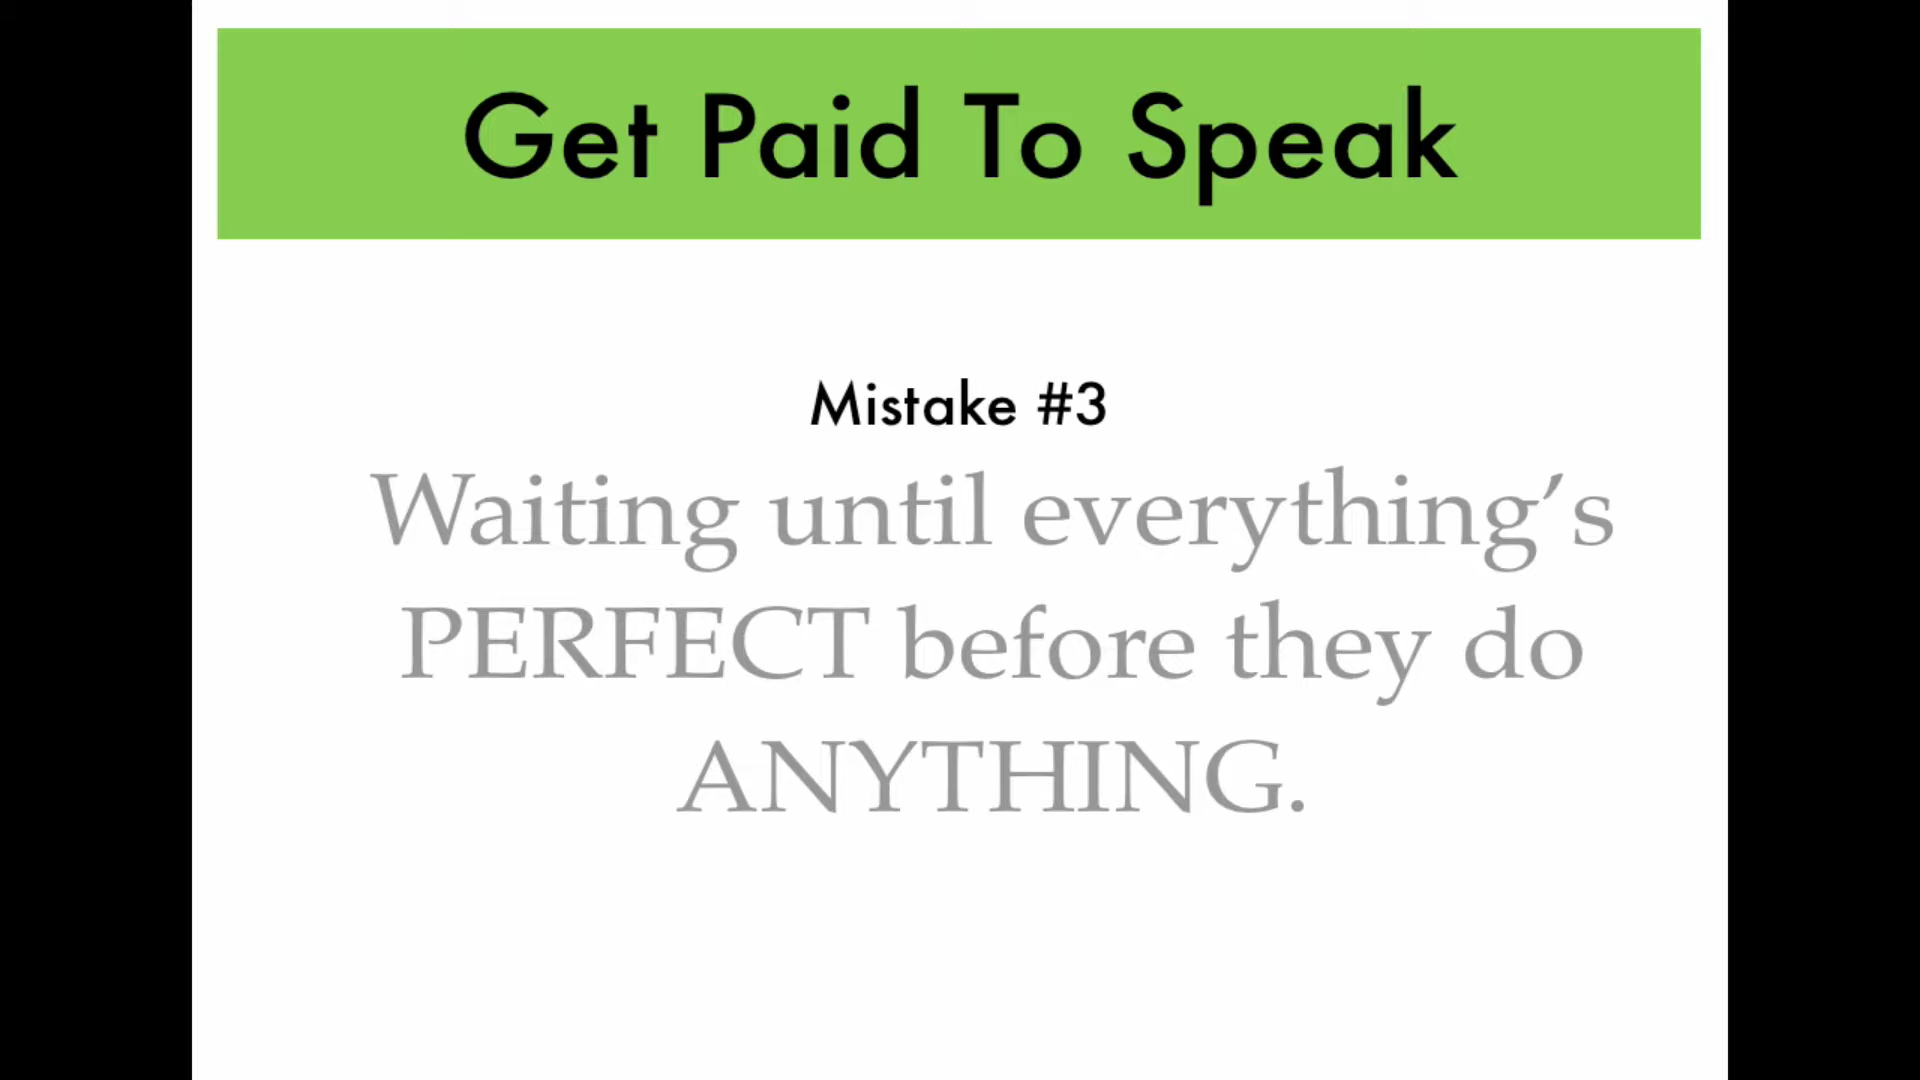 Get Paid To Speak
Mistake #3
Waiting until everything’s
PERFECT before they do
ANYTHING.